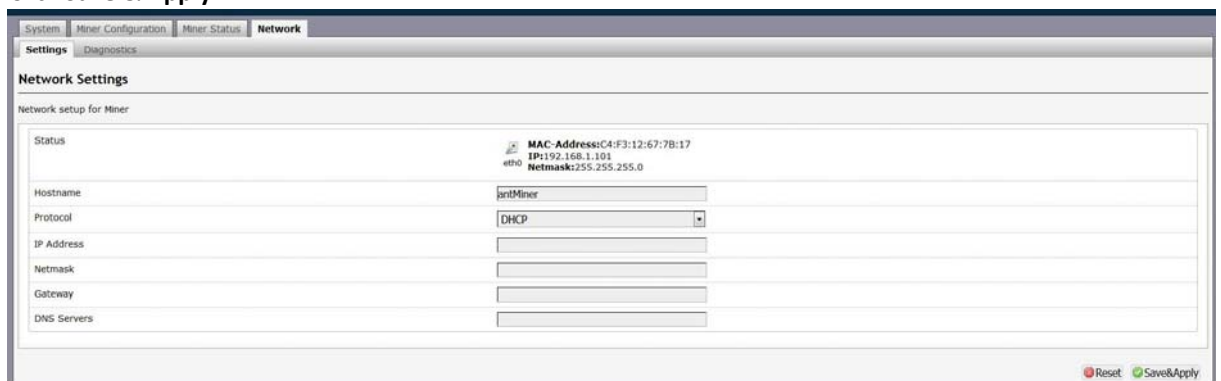 System Miner Configuration Miner Status Network
Settings Diagnostics
Network Settings
Network setup for Miner
Status
MAC-Address:C4:F3:12:67:7B:17
IP:192.168.1.101
eth0
Netmask:255.255.255.0
Hostname
antMiner
Protocol
DHCP
IP Address
Netmask
Gateway
DNS Servers
Reset Save&Apply